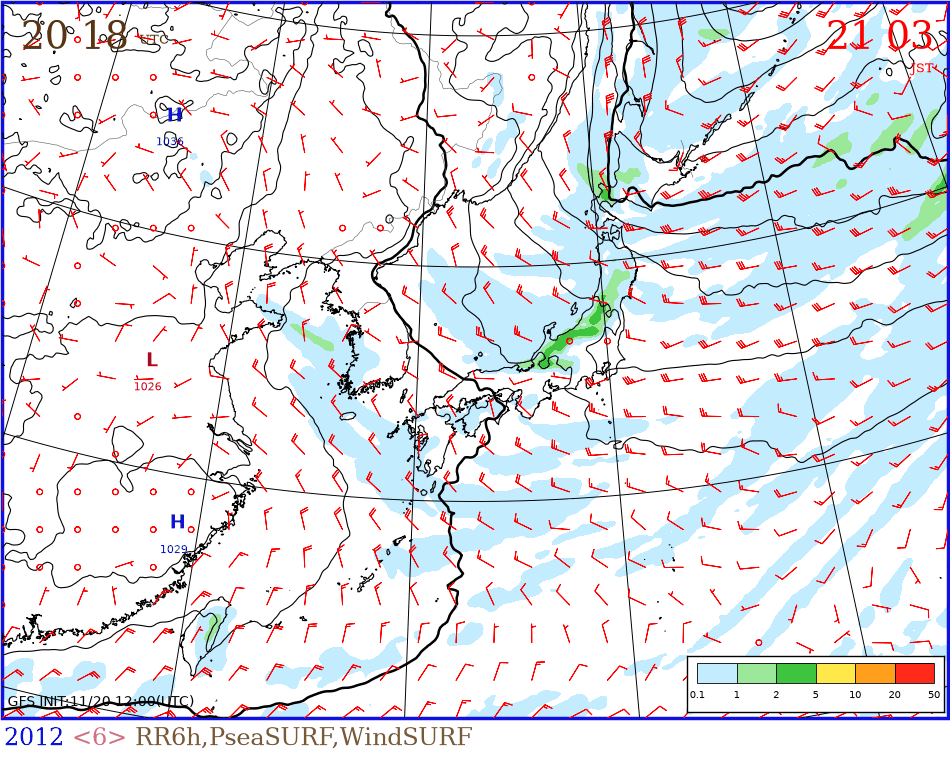 20 18 UTC
21 03
JST
H
1036
L
1026
H
1029
0.1 1 2 5 10 20 50
GFS INIT:11/20 12:00(UTC)
2012 <6> RR6h,PseaSURF,WindSURF